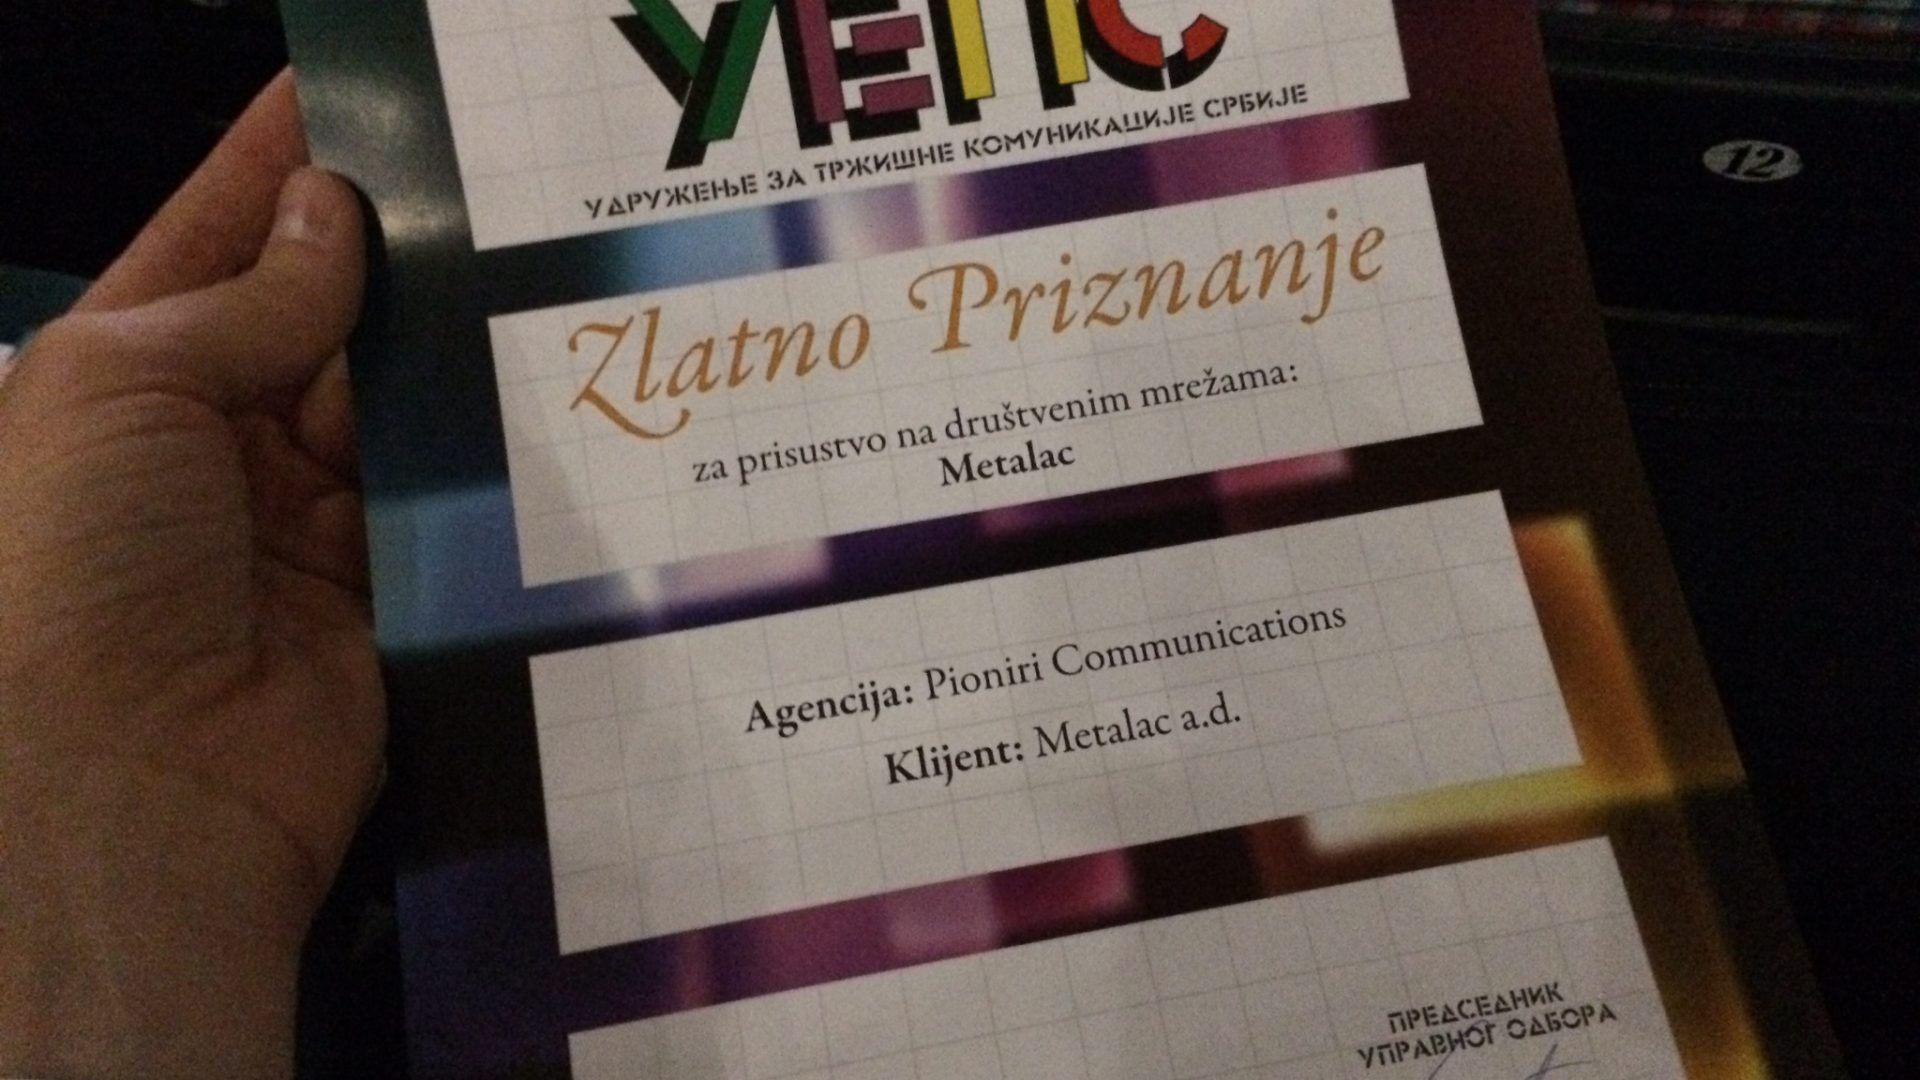 УЕПС
УДРУЖЕЊЕ ЗА ТРЖИШНЕ КОМУНИКАЦИЈЕ СРБИЈЕ
Zlatno Priznanje
za prisustvo na društvenim mrežama:
Metalac
Agencija: Pioniri Communications
Klijent: Metalac a.d.
ПРЕДСЕДНИК
УПРАВНОГ ОДБОРА
12